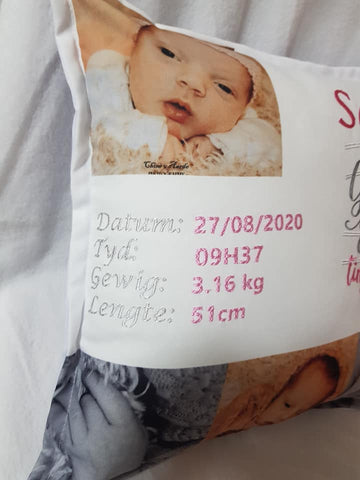 Datum: 27/08/2020
Tyd: 09H37
Gewig: 3.16 kg
Lengte: 51cm